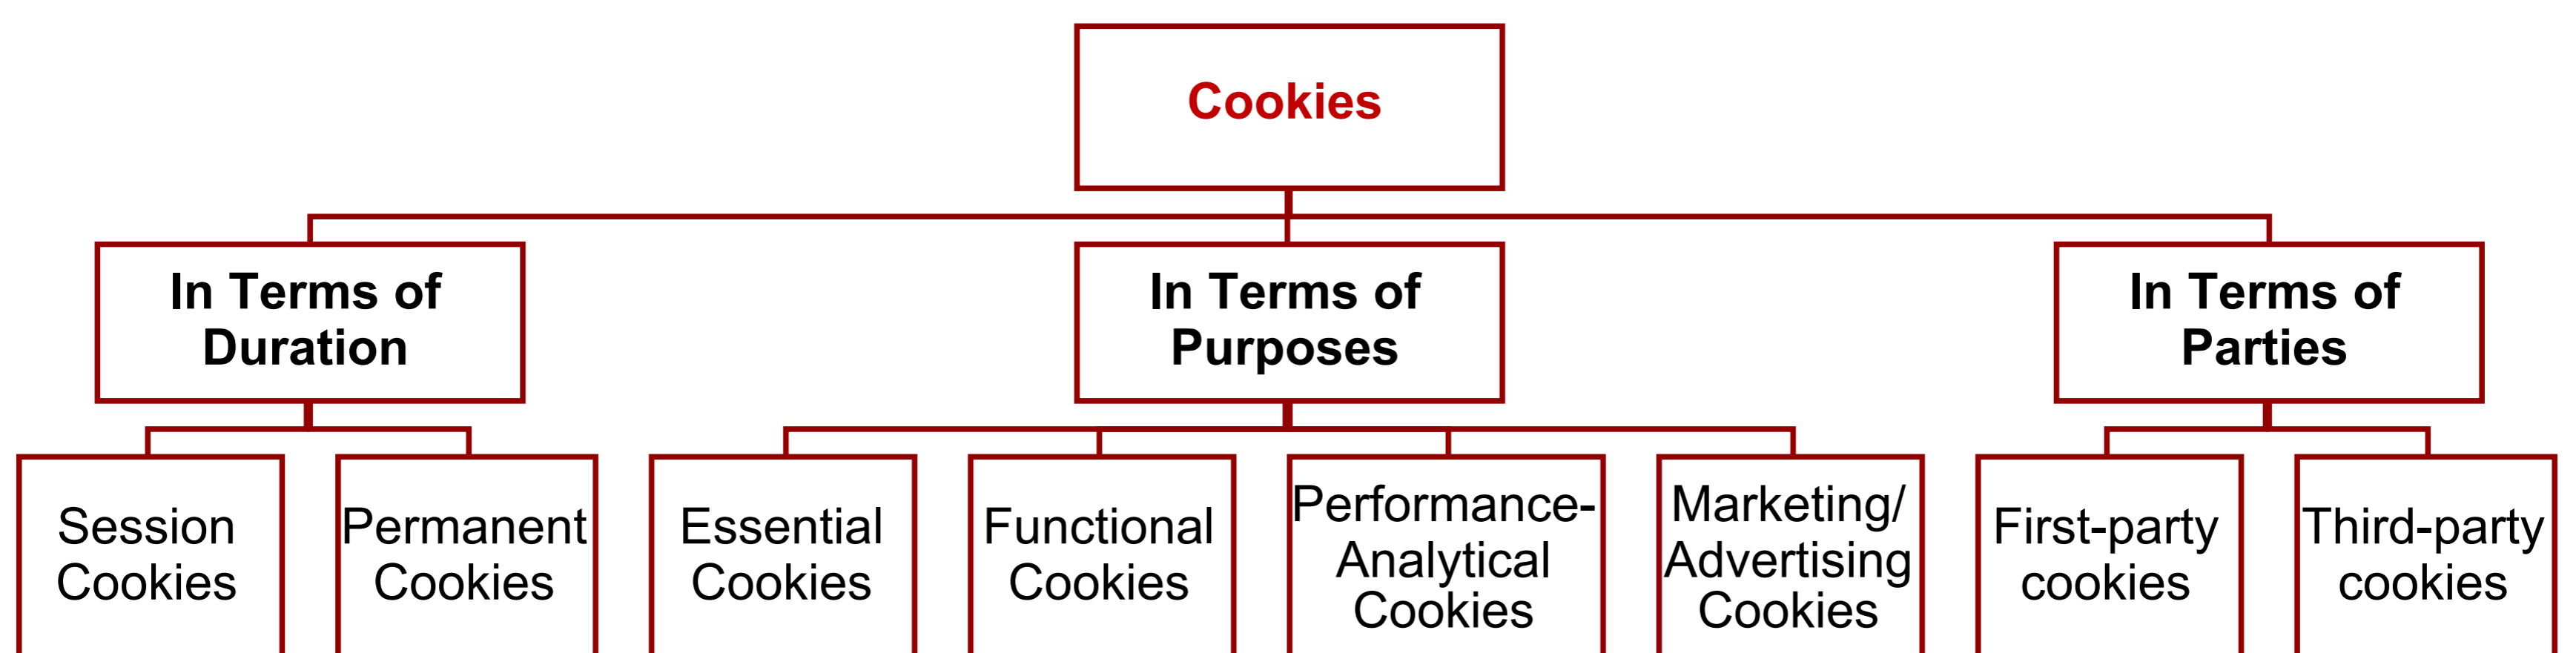 Cookies
In Terms of
Duration
In Terms of
Purposes
In Terms of
Parties
Session
Cookies
Permanent
Cookies
Essential
Cookies
Functional
Cookies
Performance-
Analytical
Cookies
Marketing/
Advertising
Cookies
First-party
cookies
Third-party
cookies